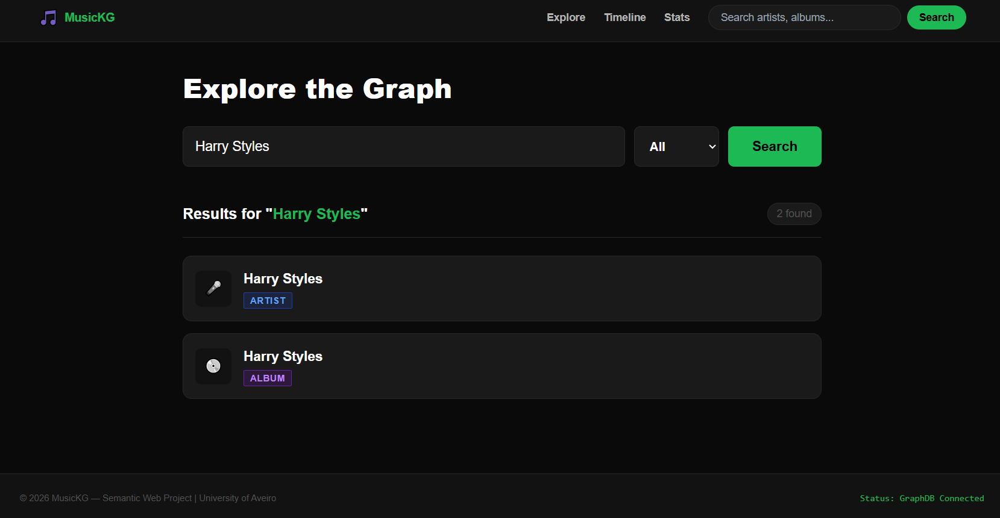 MusicKG
Explore Timeline Stats Search artists, albums... Search
Explore the Graph
Harry Styles All Search
Results for "Harry Styles" 2 found
Harry Styles
ARTIST
Harry Styles
ALBUM
© 2026 MusicKG — Semantic Web Project | University of Aveiro
Status: GraphDB Connected